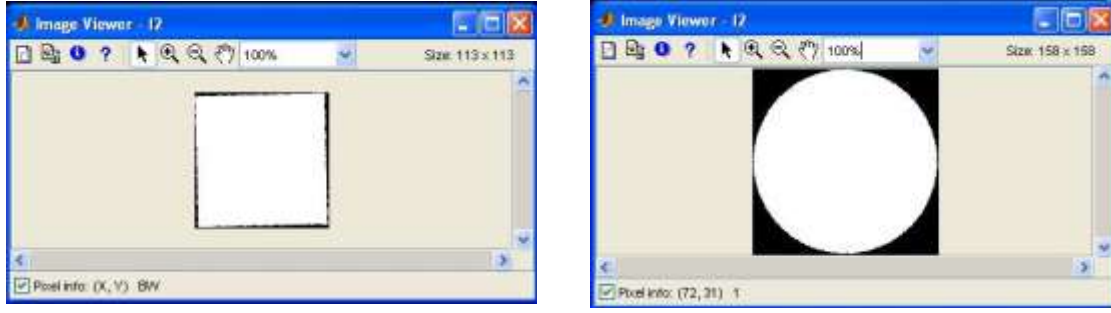 Image Viewer - I2
100%
Size: 113 x 113
Pixel info: (X, Y) BW
Image Viewer - I2
100%
Size: 158 x 158
Pixel info: (72, 31) 1